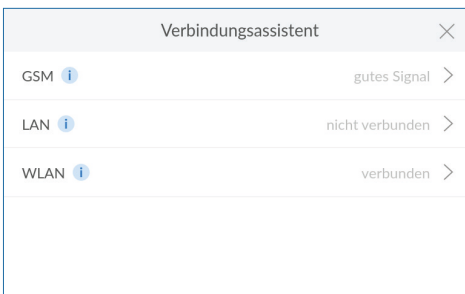 Verbindungsassistent
GSM i gutes Signal
LAN i nicht verbunden
WLAN i verbunden